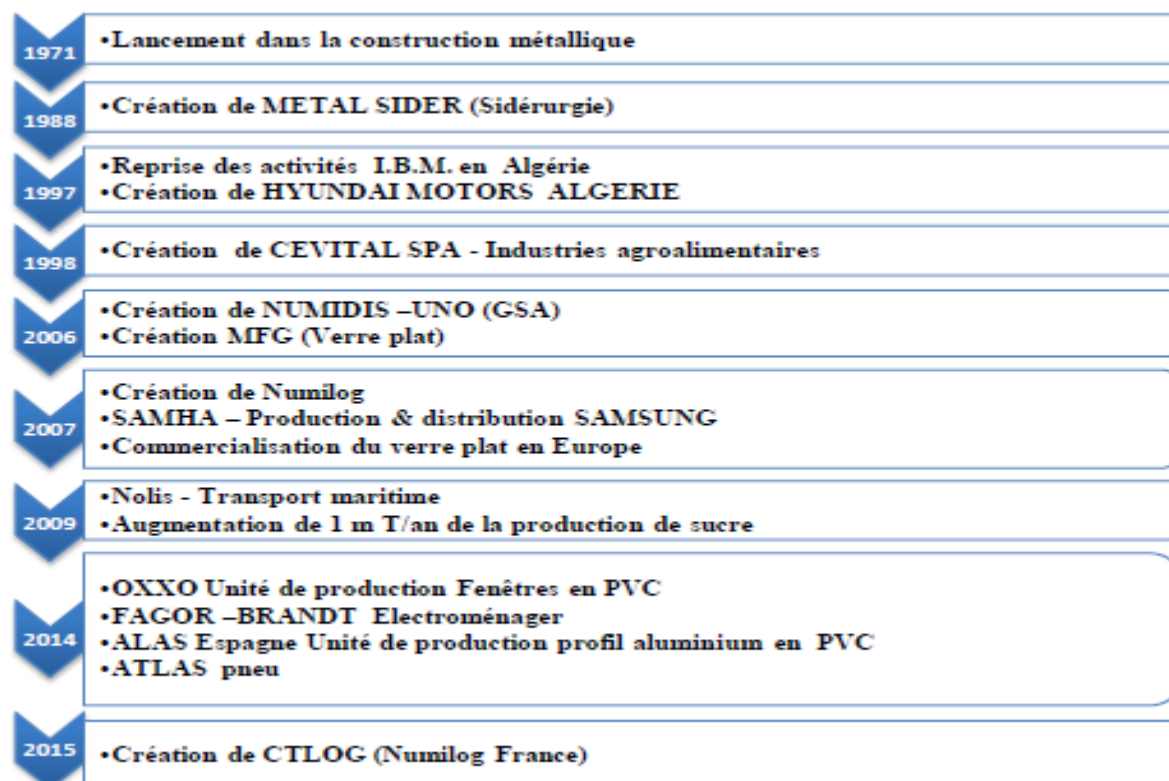 1971
•Lancement dans la construction métallique
1988
•Création de METAL SIDER (Sidérurgie)
1997
•Reprise des activités I.B.M. en Algérie
•Création de HYUNDAI MOTORS ALGERIE
1998
•Création de CEVITAL SPA - Industries agroalimentaires
2006
•Création de NUMIDIS –UNO (GSA)
•Création MFG (Verre plat)
2007
•Création de Numilog
•SAMHA – Production & distribution SAMSUNG
•Commercialisation du verre plat en Europe
2009
•Nolis - Transport maritime
•Augmentation de 1 m T/an de la production de sucre
2014
•OXXO Unité de production Fenêtres en PVC
•FAGOR –BRANDT Electroménager
•ALAS Espagne Unité de production profil aluminium en PVC
•ATLAS pneu
2015
•Création de CTLOG (Numilog France)